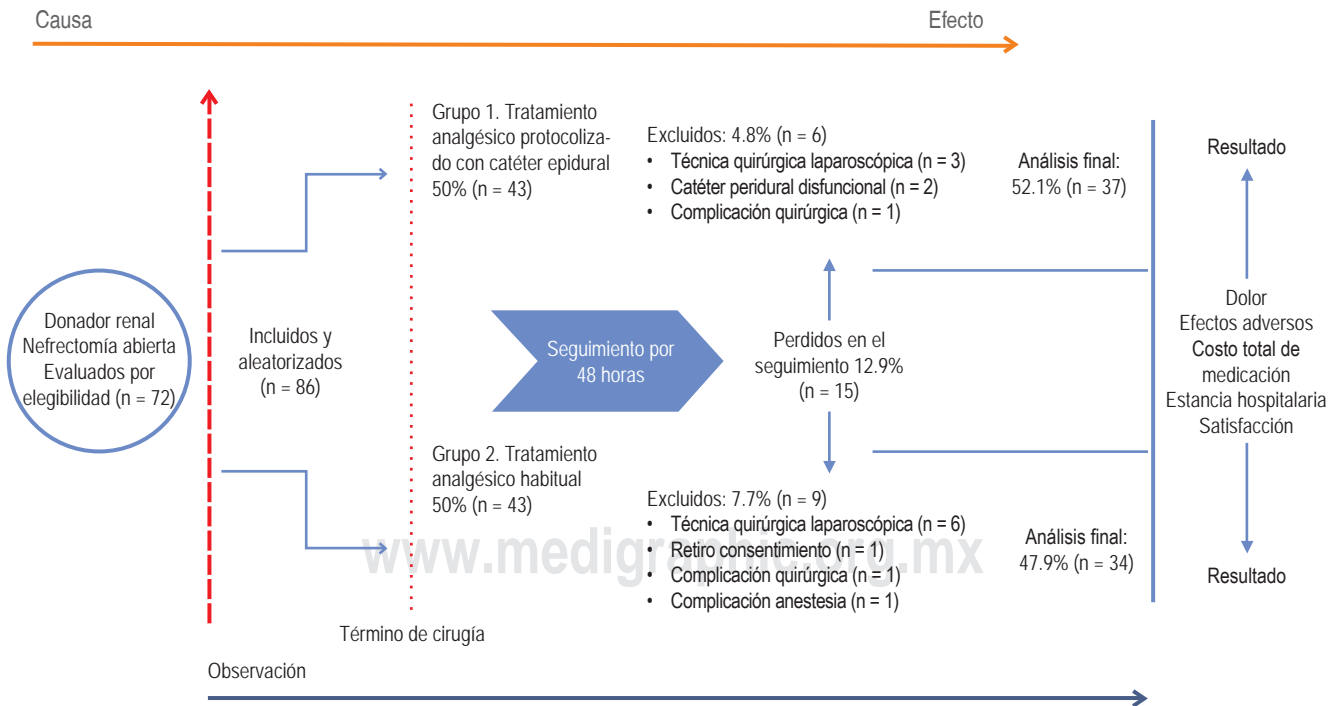 Causa
Efecto
Donador renal
Nefrectomía abierta
Evaluados por
elegibilidad (n = 72)
Incluidos y
aleatorizados
(n = 86)
Grupo 1. Tratamiento
analgésico protocoliza-
do con catéter epidural
50% (n = 43)
Excluidos: 4.8% (n = 6)
• Técnica quirúrgica laparoscópica (n = 3)
• Catéter peridural disfuncional (n = 2)
• Complicación quirúrgica (n = 1)
Análisis final:
52.1% (n = 37)
Seguimiento por
48 horas
Perdidos en el
seguimiento 12.9%
(n = 15)
Grupo 2. Tratamiento
analgésico habitual
50% (n = 43)
Excluidos: 7.7% (n = 9)
• Técnica quirúrgica laparoscópica (n = 6)
• Retiro consentimiento (n = 1)
• Complicación quirúrgica (n = 1)
• Complicación anestesia (n = 1)
Análisis final:
47.9% (n = 34)
Resultado
Dolor
Efectos adversos
Costo total de
medicación
Estancia hospitalaria
Satisfacción
Resultado
www.medigraphic.org.mx
Término de cirugía
Observación